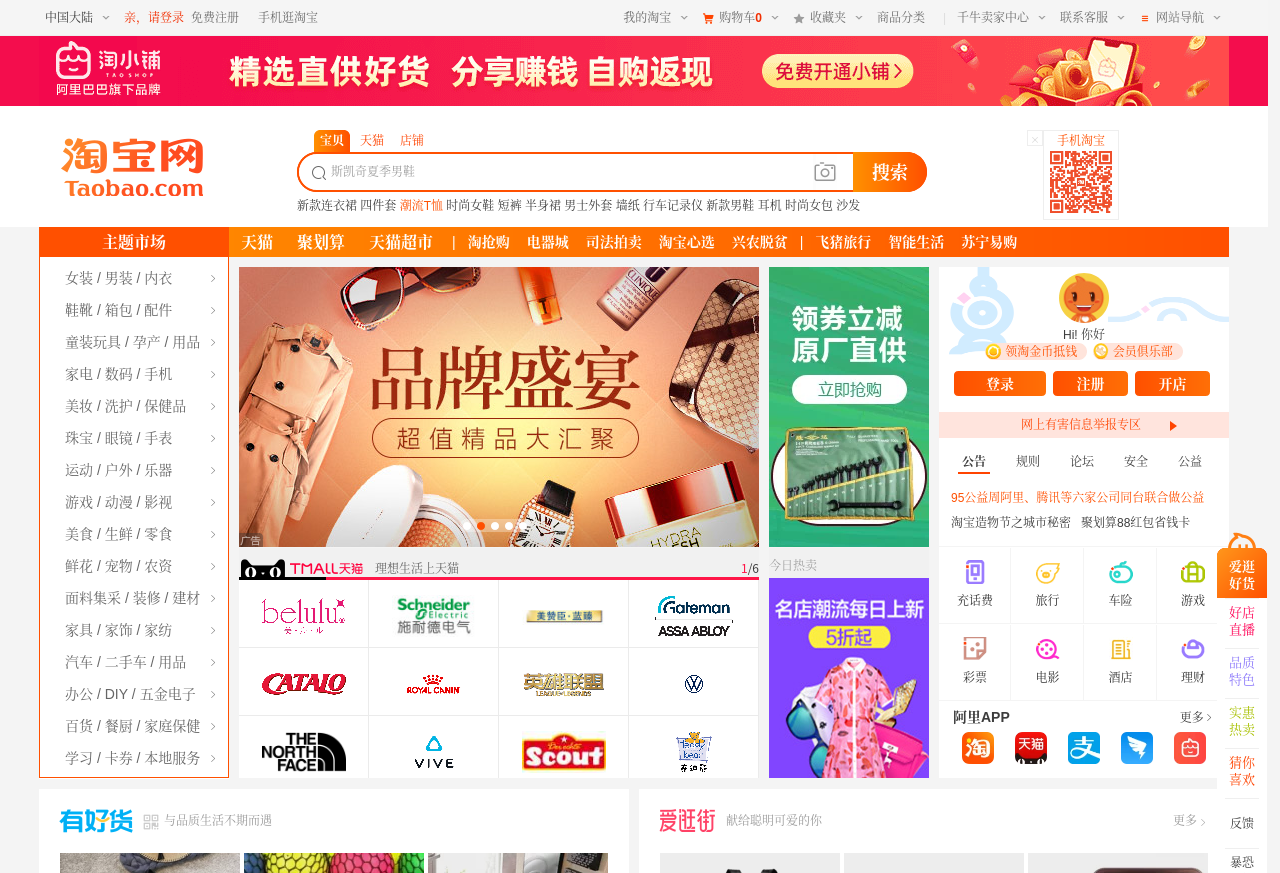 中国大陆 亲，请登录 免费注册 手机逛淘宝 我的淘宝 购物车0 收藏夹 商品分类 千牛卖家中心 联系客服 网站导航
淘小铺
TAOSHOP
阿里巴巴旗下品牌
精选直供好货 分享赚钱 自购返现 免费开通小铺
宝贝 天猫 店铺
淘宝网
Taobao.com
斯凯奇夏季男鞋 搜索
新款连衣裙 四件套 潮流T恤 时尚女鞋 短裤 半身裙 男士外套 墙纸 行车记录仪 新款男鞋 耳机 时尚女包 沙发
手机淘宝
主题市场 天猫 聚划算 天猫超市 | 淘抢购 电器城 司法拍卖 淘宝心选 兴农脱贫 | 飞猪旅行 智能生活 苏宁易购
女装 / 男装 / 内衣
鞋靴 / 箱包 / 配件
童装玩具 / 孕产 / 用品
家电 / 数码 / 手机
美妆 / 洗护 / 保健品
珠宝 / 眼镜 / 手表
运动 / 户外 / 乐器
游戏 / 动漫 / 影视
美食 / 生鲜 / 零食
鲜花 / 宠物 / 农资
面料集采 / 装修 / 建材
家具 / 家饰 / 家纺
汽车 / 二手车 / 用品
办公 / DIY / 五金电子
百货 / 餐厨 / 家庭保健
学习 / 卡券 / 本地服务
品牌盛宴
超值精品大汇聚
HYDRA
广告
TMALL天猫 理想生活上天猫 1/6
belulu
美·六·儿
Schneider
Electric
施耐德电气
美赞臣·蓝臻
Gateman
ASSA ABLOY
CATALO
ROYAL CANIN
英雄联盟
THE
NORTH
FACE
VIVE
Scout
领券立减
原厂直供
立即抢购
今日热卖
名店潮流每日上新
5折起
Hi! 你好
领淘金币抵钱 会员俱乐部
登录 注册 开店
网上有害信息举报专区
公告 规则 论坛 安全 公益
95公益周阿里、腾讯等六家公司同台联合做公益
淘宝造物节之城市秘密 聚划算88红包省钱卡
充话费 旅行 车险 游戏
彩票 电影 酒店 理财
阿里APP 更多
淘 天猫 支
爱逛
好货
好店
直播
品质
特色
实惠
热卖
猜你
喜欢
反馈
暴恐
有好货 与品质生活不期而遇
爱逛街 献给聪明可爱的你 更多